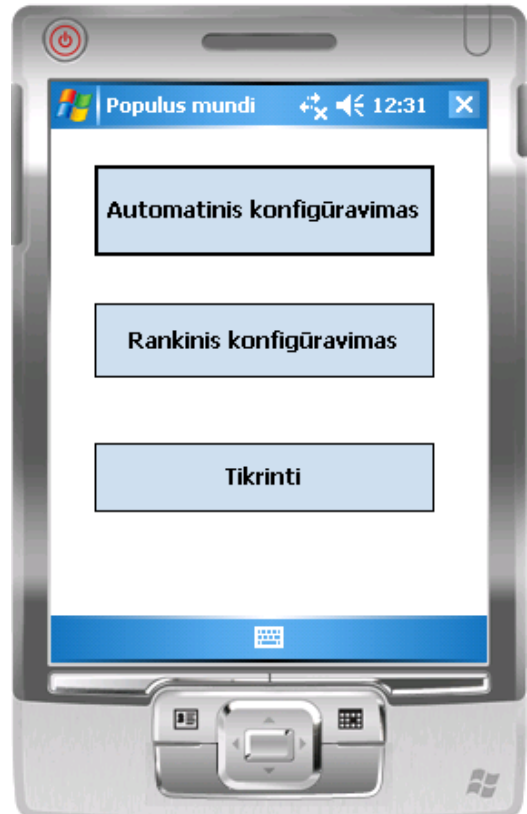 Populus mundi 12:31
Automatinis konfigūravimas
Rankinis konfigūravimas
Tikrinti